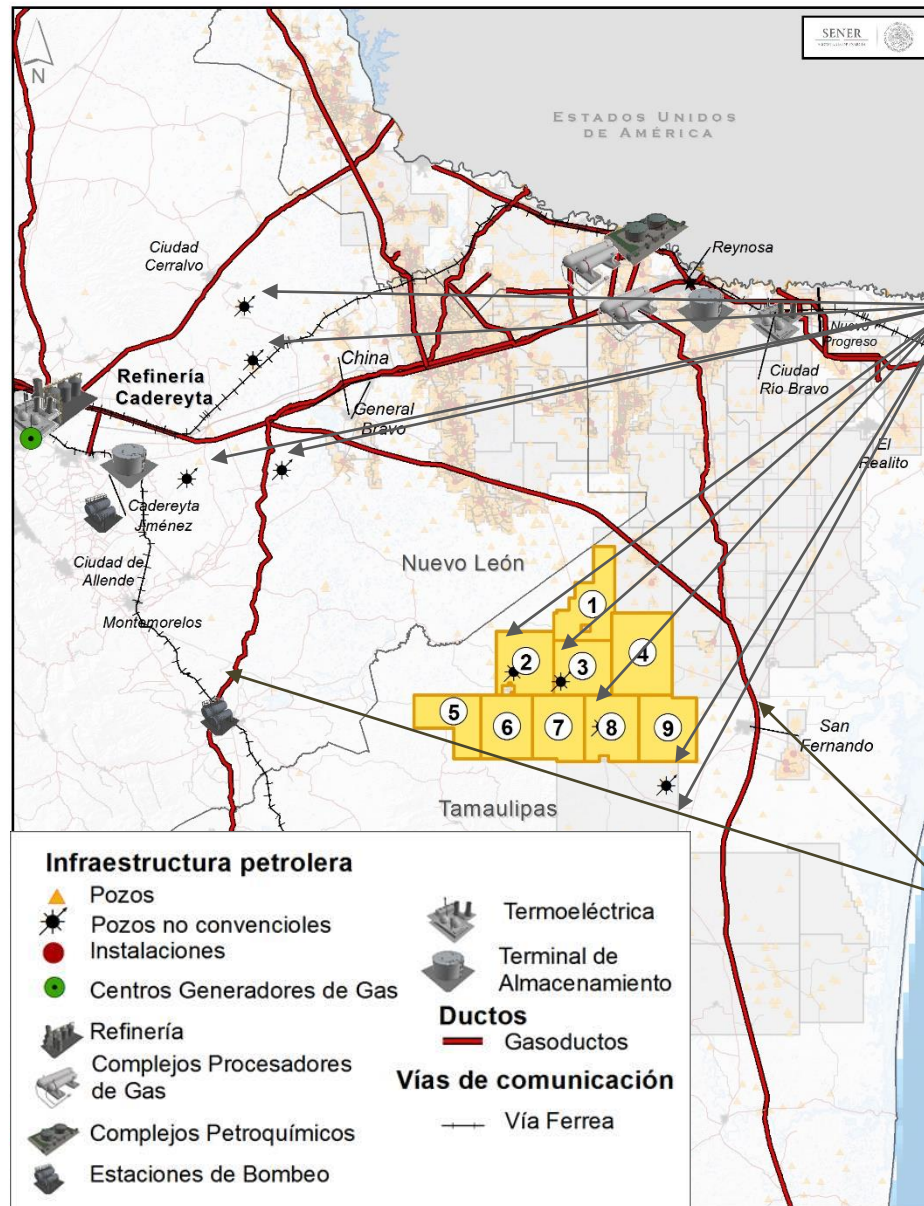 SENER
N
ESTADOS UNIDOS
DE AMÉRICA
Ciudad
Cerralvo
Reynosa
Nuevo
Progreso
China
Refinería
Cadereyta
Ciudad
Rio Bravo
General
Bravo
El
Realito
Cadereyta
Jiménez
Ciudad de
Allende
Nuevo León
Montemorelos
1
2
3
4
5
6
7
8
9
San
Fernando
Tamaulipas
Infraestructura petrolera
Pozos
Pozos no convencioles
Instalaciones
Centros Generadores de Gas
Refinería
Complejos Procesadores
de Gas
Complejos Petroquímicos
Estaciones de Bombeo
Termoeléctrica
Terminal de
Almacenamiento
Ductos
Gasoductos
Vías de comunicación
Vía Ferrea